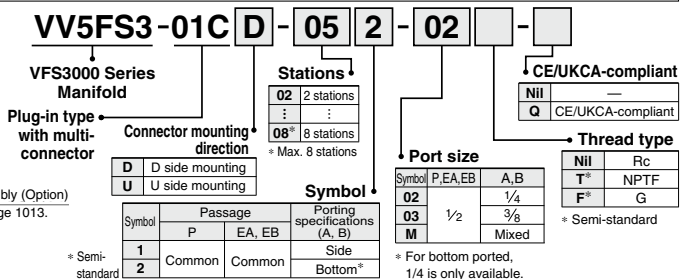 VV5FS3-01C D - 05 2 - 02 -
VFS3000 Series
Manifold
Plug-in type
with multi-
connector
Connector mounting
direction
D D side mounting
U U side mounting
Stations
02 2 stations
⋮ ⋮
08* 8 stations
* Max. 8 stations
Symbol
Symbol Passage Porting specifications (A, B)
P EA, EB
1 Common Common Side
2 Bottom*
* Semi-
standard
Port size
Symbol P,EA,EB A,B
02 1/2 1/4
03 3/8
M Mixed
* For bottom ported,
1/4 is only available.
CE/UKCA-compliant
Nil —
Q CE/UKCA-compliant
Thread type
Nil Rc
T* NPTF
F* G
* Semi-standard
bly (Option)
ge 1013.